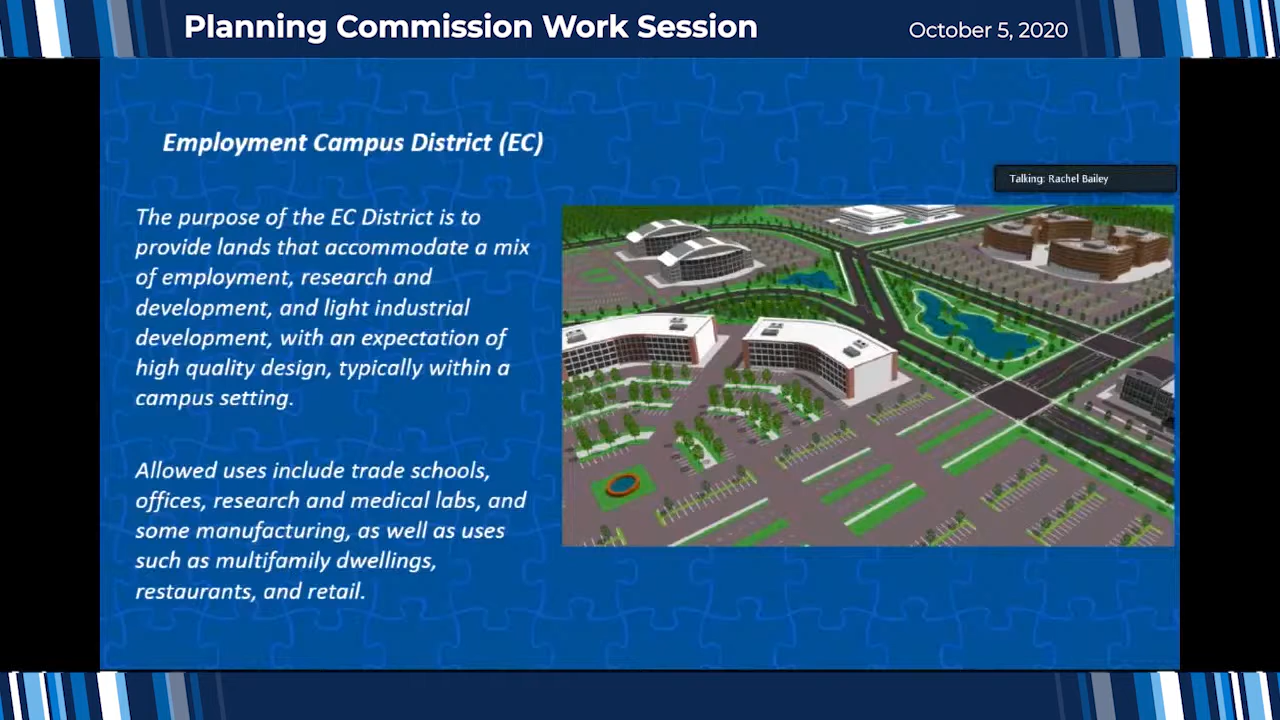 Planning Commission Work Session
October 5, 2020
Employment Campus District (EC)
Talking: Rachel Bailey
The purpose of the EC District is to
provide lands that accommodate a mix
of employment, research and
development, and light industrial
development, with an expectation of
high quality design, typically within a
campus setting.
Allowed uses include trade schools,
offices, research and medical labs, and
some manufacturing, as well as uses
such as multifamily dwellings,
restaurants, and retail.